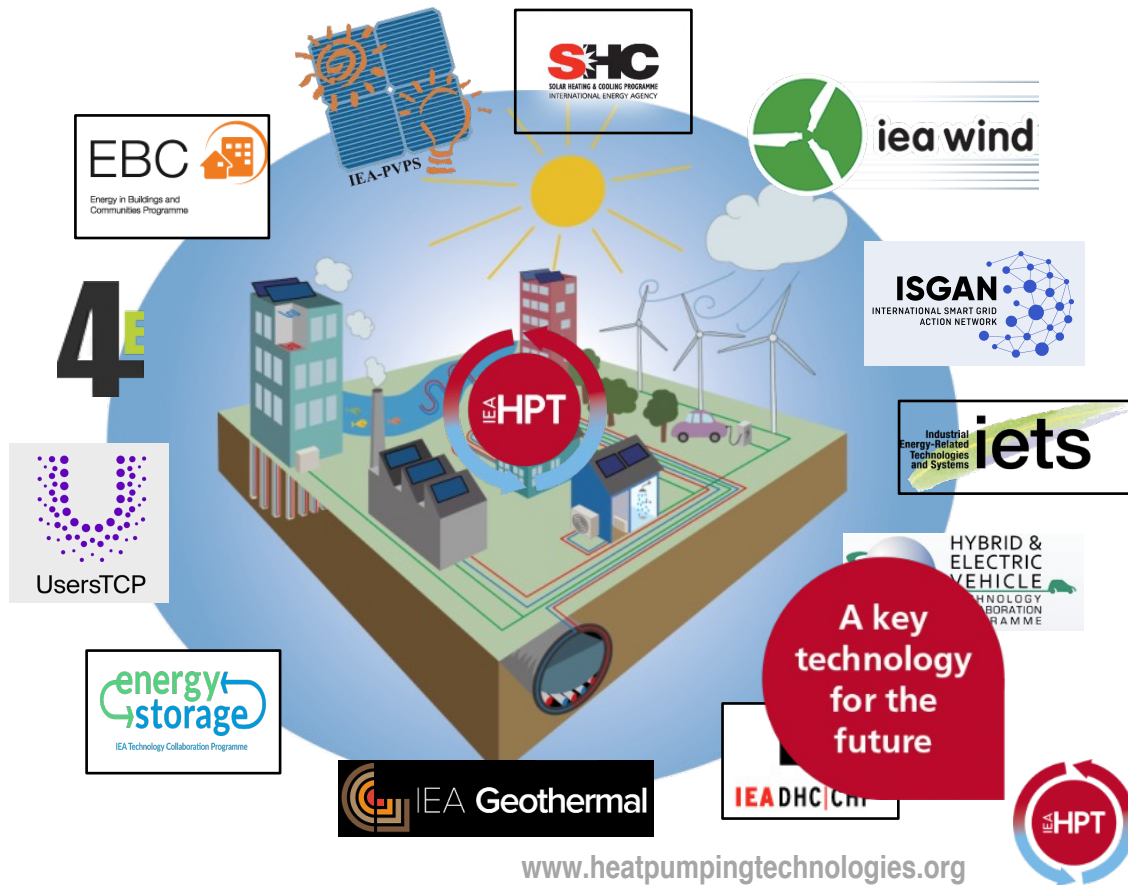 IEA-PVPS
SHC
SOLAR HEATING & COOLING PROGRAMME
INTERNATIONAL ENERGY AGENCY
iea wind
EBC
Energy in Buildings and
Communities Programme
ISGAN
INTERNATIONAL SMART GRID
ACTION NETWORK
4E
IEA HPT
Industrial
Energy-Related
Technologies
and Systems
iets
UsersTCP
HYBRID &
ELECTRIC
VEHICLE
A key
technology
for the
future
energy
storage
IEA Technology Collaboration Programme
IEA Geothermal
IEA DHC|
IEA HPT
www.heatpumpingtechnologies.org